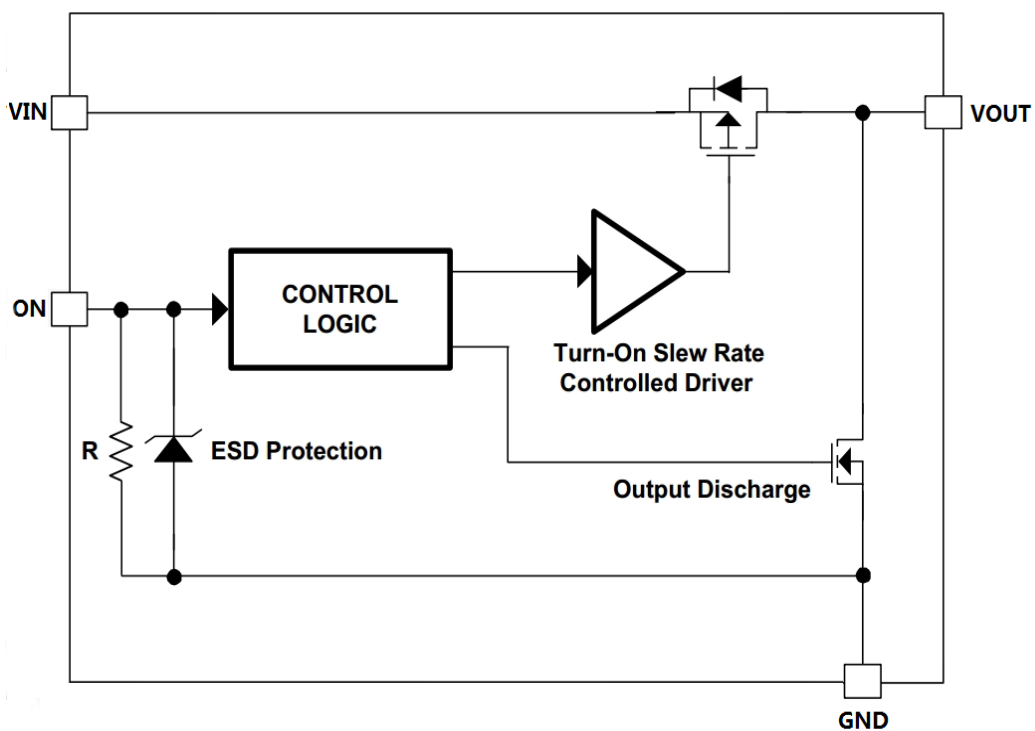 VIN
VOUT
ON
CONTROL
LOGIC
Turn-On Slew Rate
Controlled Driver
R
ESD Protection
Output Discharge
GND